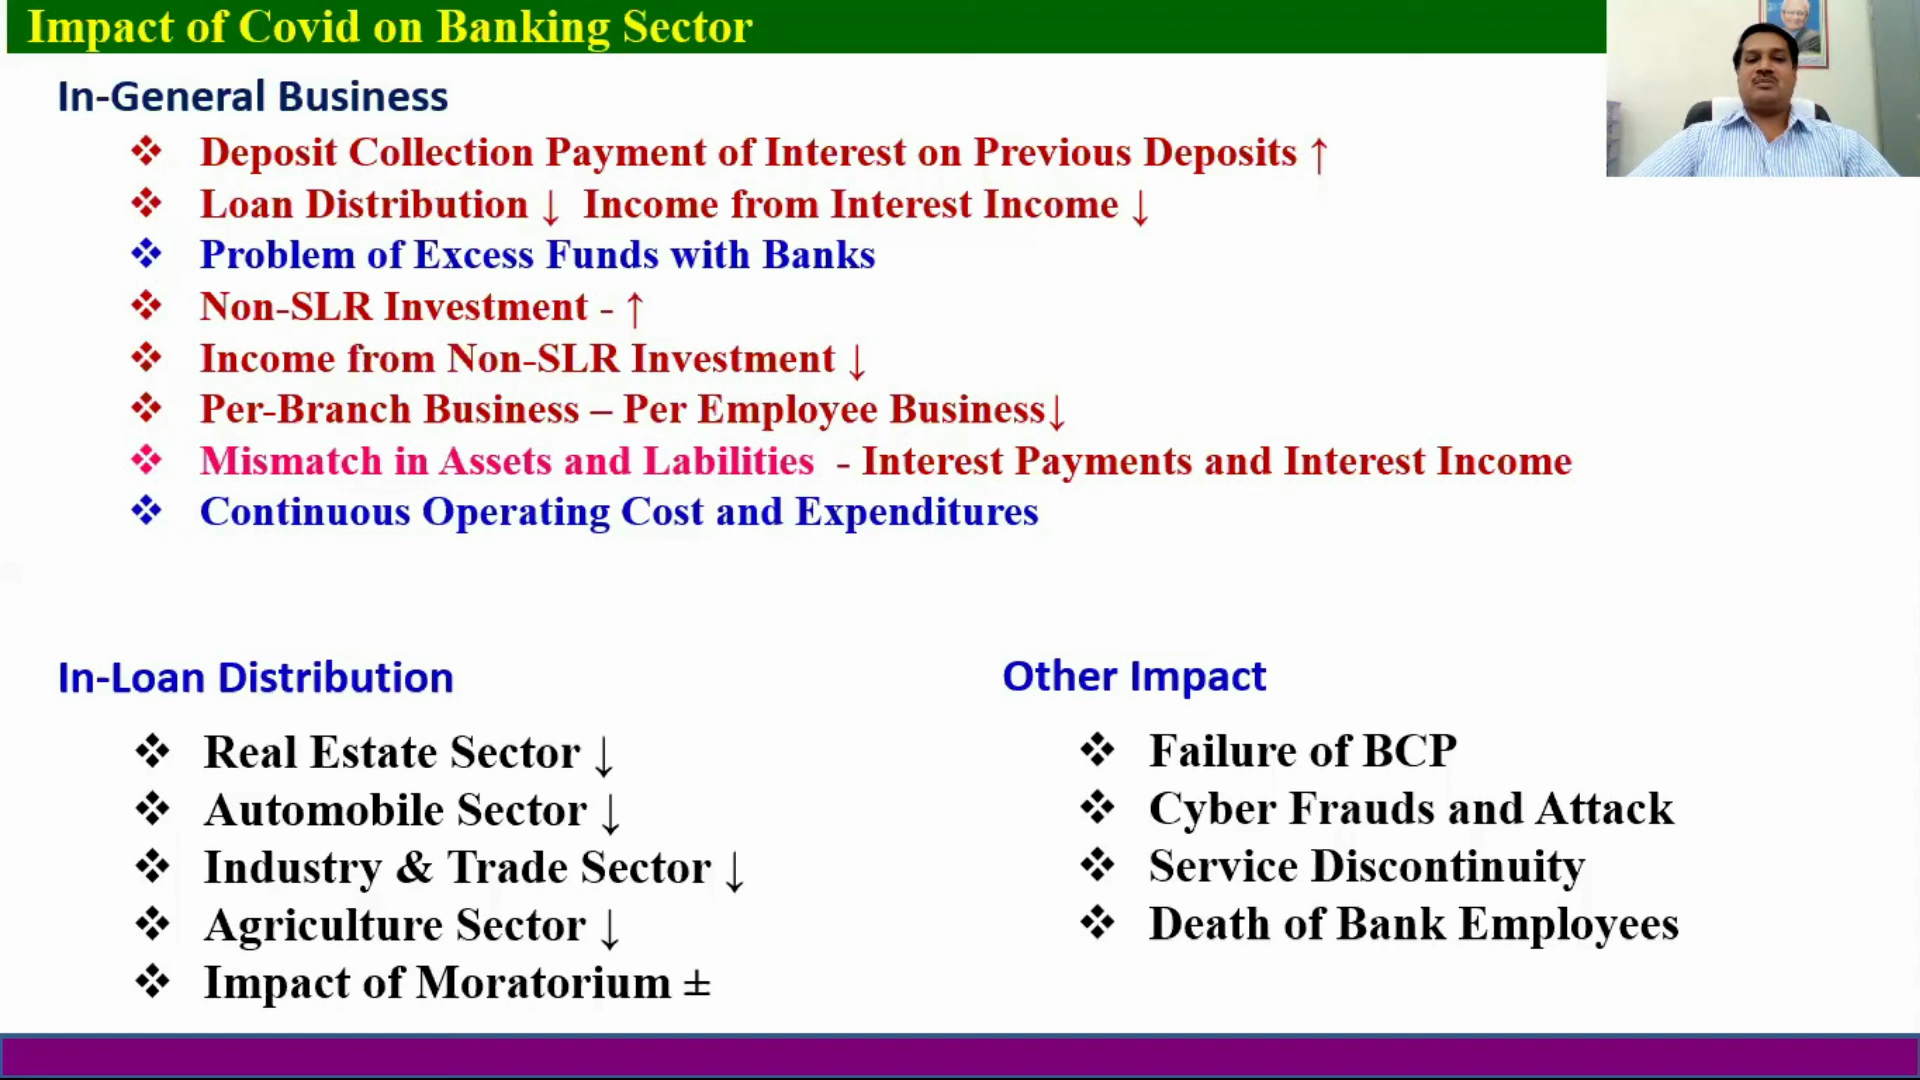 Impact of Covid on Banking Sector
In-General Business
❖ Deposit Collection Payment of Interest on Previous Deposits ↑
❖ Loan Distribution ↓ Income from Interest Income ↓
❖ Problem of Excess Funds with Banks
❖ Non-SLR Investment - ↑
❖ Income from Non-SLR Investment ↓
❖ Per-Branch Business – Per Employee Business↓
❖ Mismatch in Assets and Labilities - Interest Payments and Interest Income
❖ Continuous Operating Cost and Expenditures
In-Loan Distribution
❖ Real Estate Sector ↓
❖ Automobile Sector ↓
❖ Industry & Trade Sector ↓
❖ Agriculture Sector ↓
❖ Impact of Moratorium ±
Other Impact
❖ Failure of BCP
❖ Cyber Frauds and Attack
❖ Service Discontinuity
❖ Death of Bank Employees